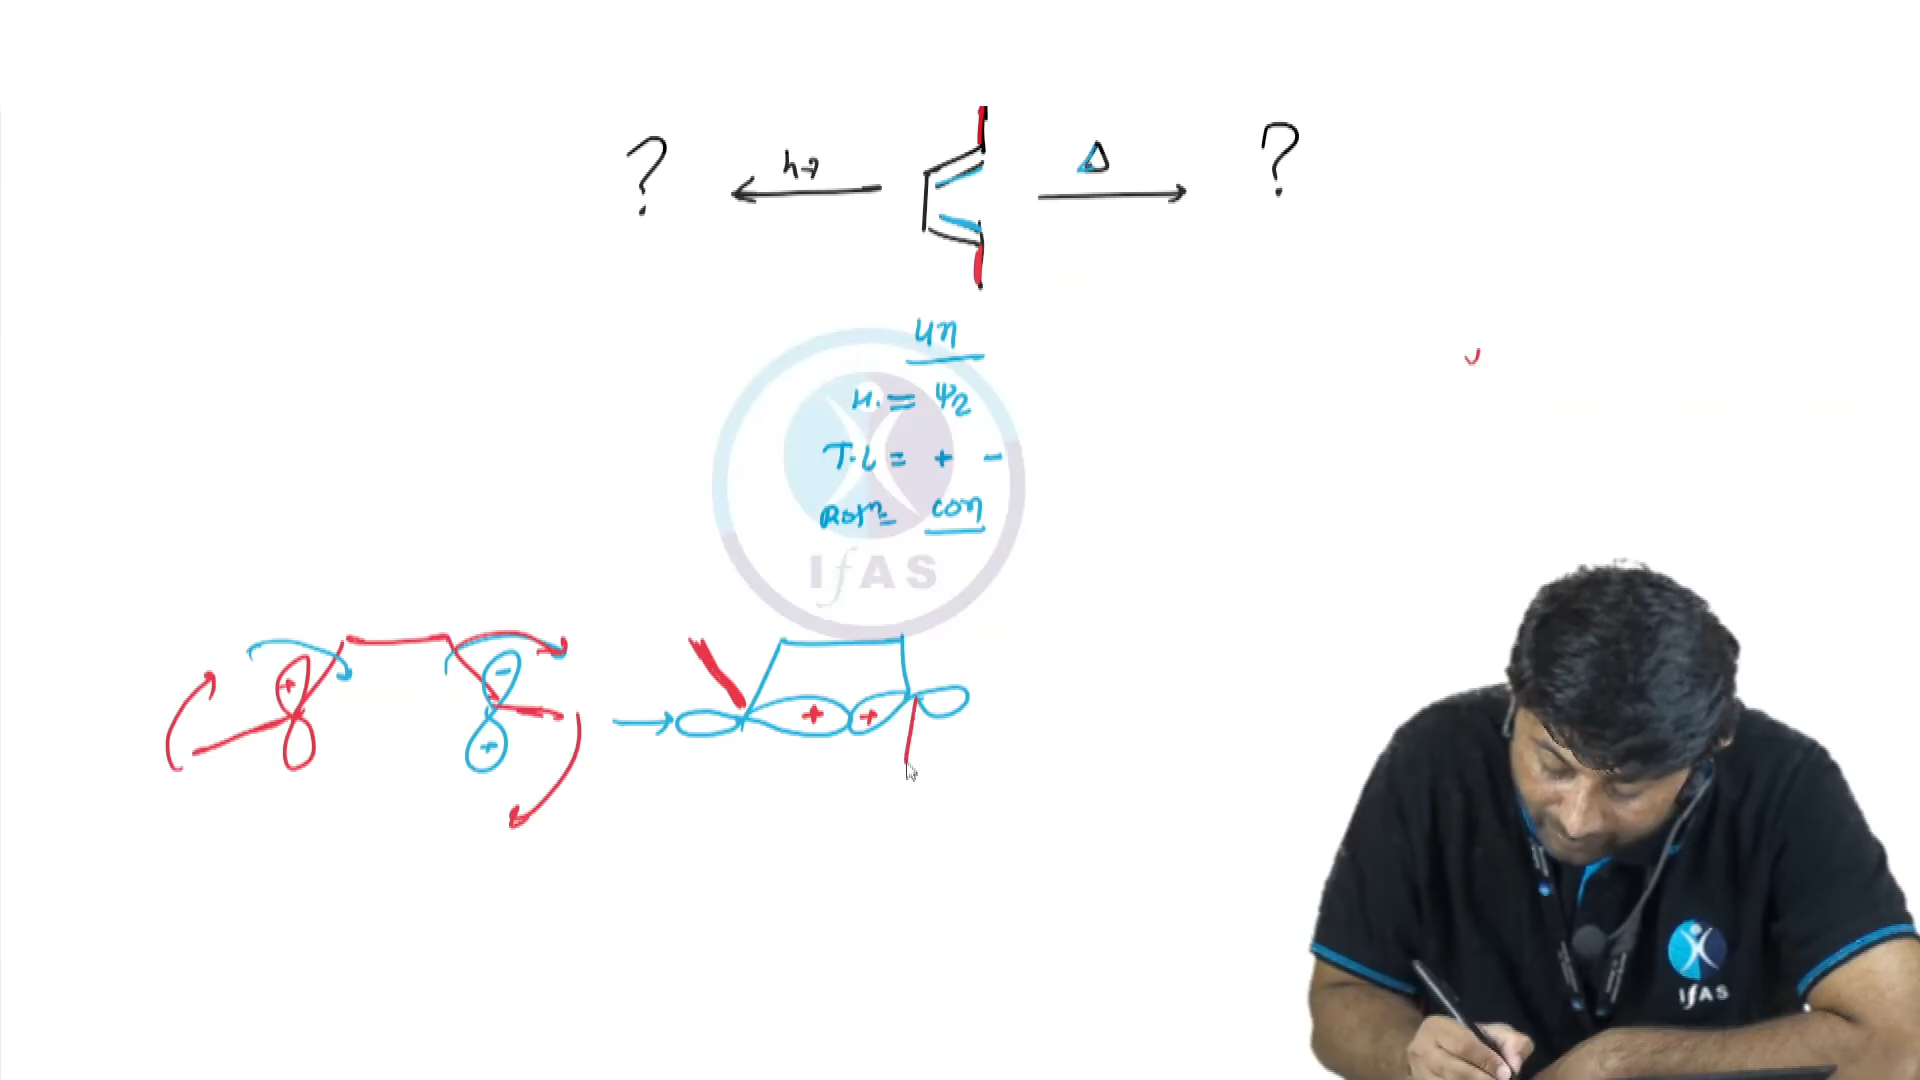 ? hν Δ ?
4n
H. = ψ2
T.L = + -
Rotn = con
+ - + + +
IfAS
IfAS